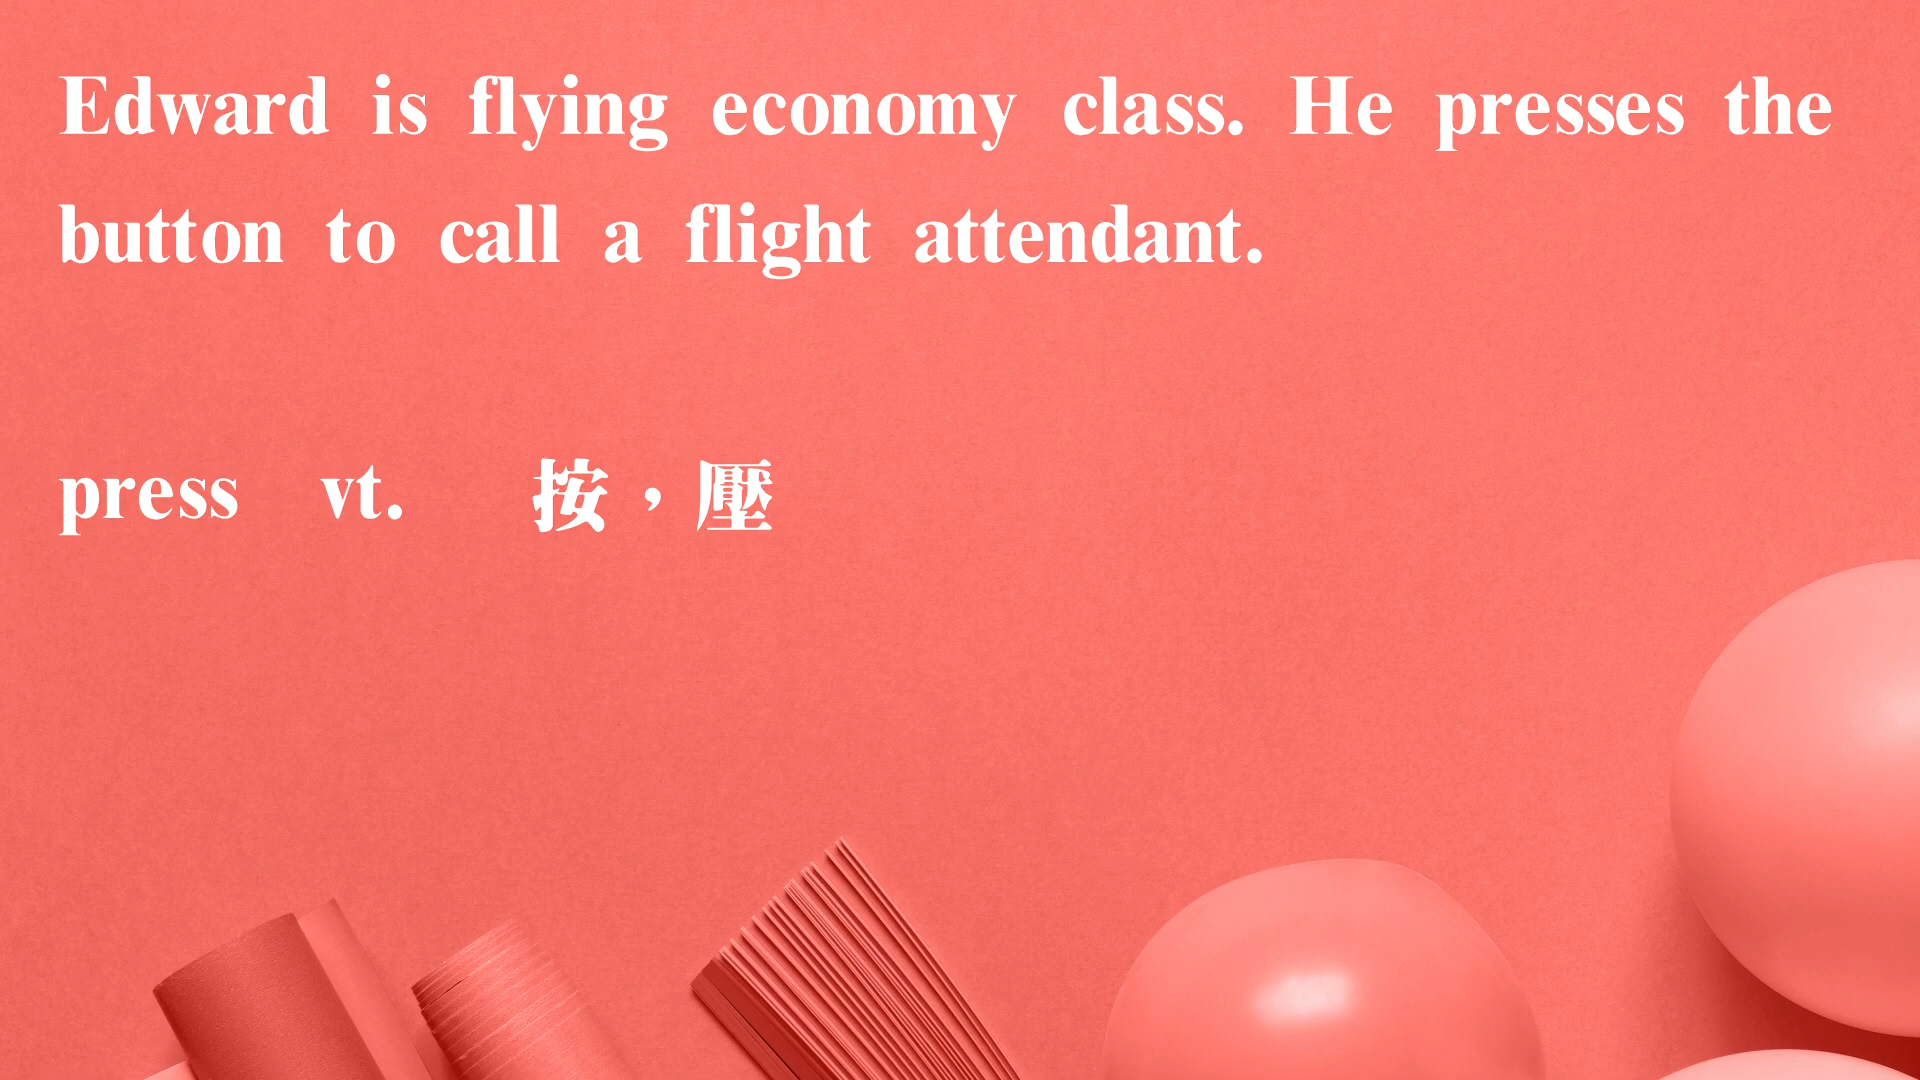 Edward is flying economy class. He presses the
button to call a flight attendant.
press vt. 按，壓